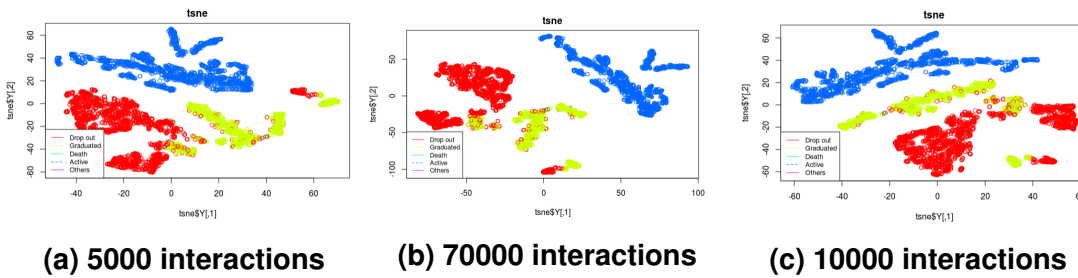 tsne
tsne$Y[,2]
60
40
20
0
-20
-40
-60
Drop out
Graduated
Death
Active
Others
-40
-20
0
20
40
60
tsne$Y[,1]
(a) 5000 interactions
tsne
tsne$Y[,2]
50
0
-50
-100
Drop out
Graduated
Death
Active
Others
0
50
100
tsne$Y[,1]
(b) 70000 interactions
tsne
tsne$Y[,2]
60
40
20
0
-20
-40
-60
Drop out
Graduated
Death
Active
Others
-60
-40
-20
0
20
40
60
tsne$Y[,1]
(c) 10000 interactions